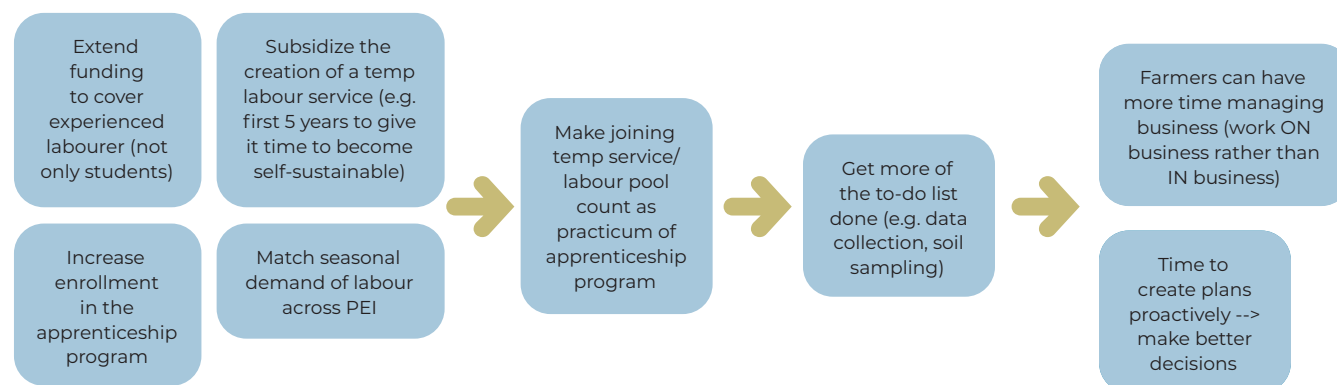 Extend
funding
to cover
experienced
labourer (not
only students)
Subsidize the
creation of a temp
labour service (e.g.
first 5 years to give
it time to become
self-sustainable)
Increase
enrollment
in the
apprenticeship
program
Match seasonal
demand of labour
across PEI
Make joining
temp service/
labour pool
count as
practicum of
apprenticeship
program
Get more of
the to-do list
done (e.g. data
collection, soil
sampling)
Farmers can have
more time managing
business (work ON
business rather than
IN business)
Time to
create plans
proactively -->
make better
decisions